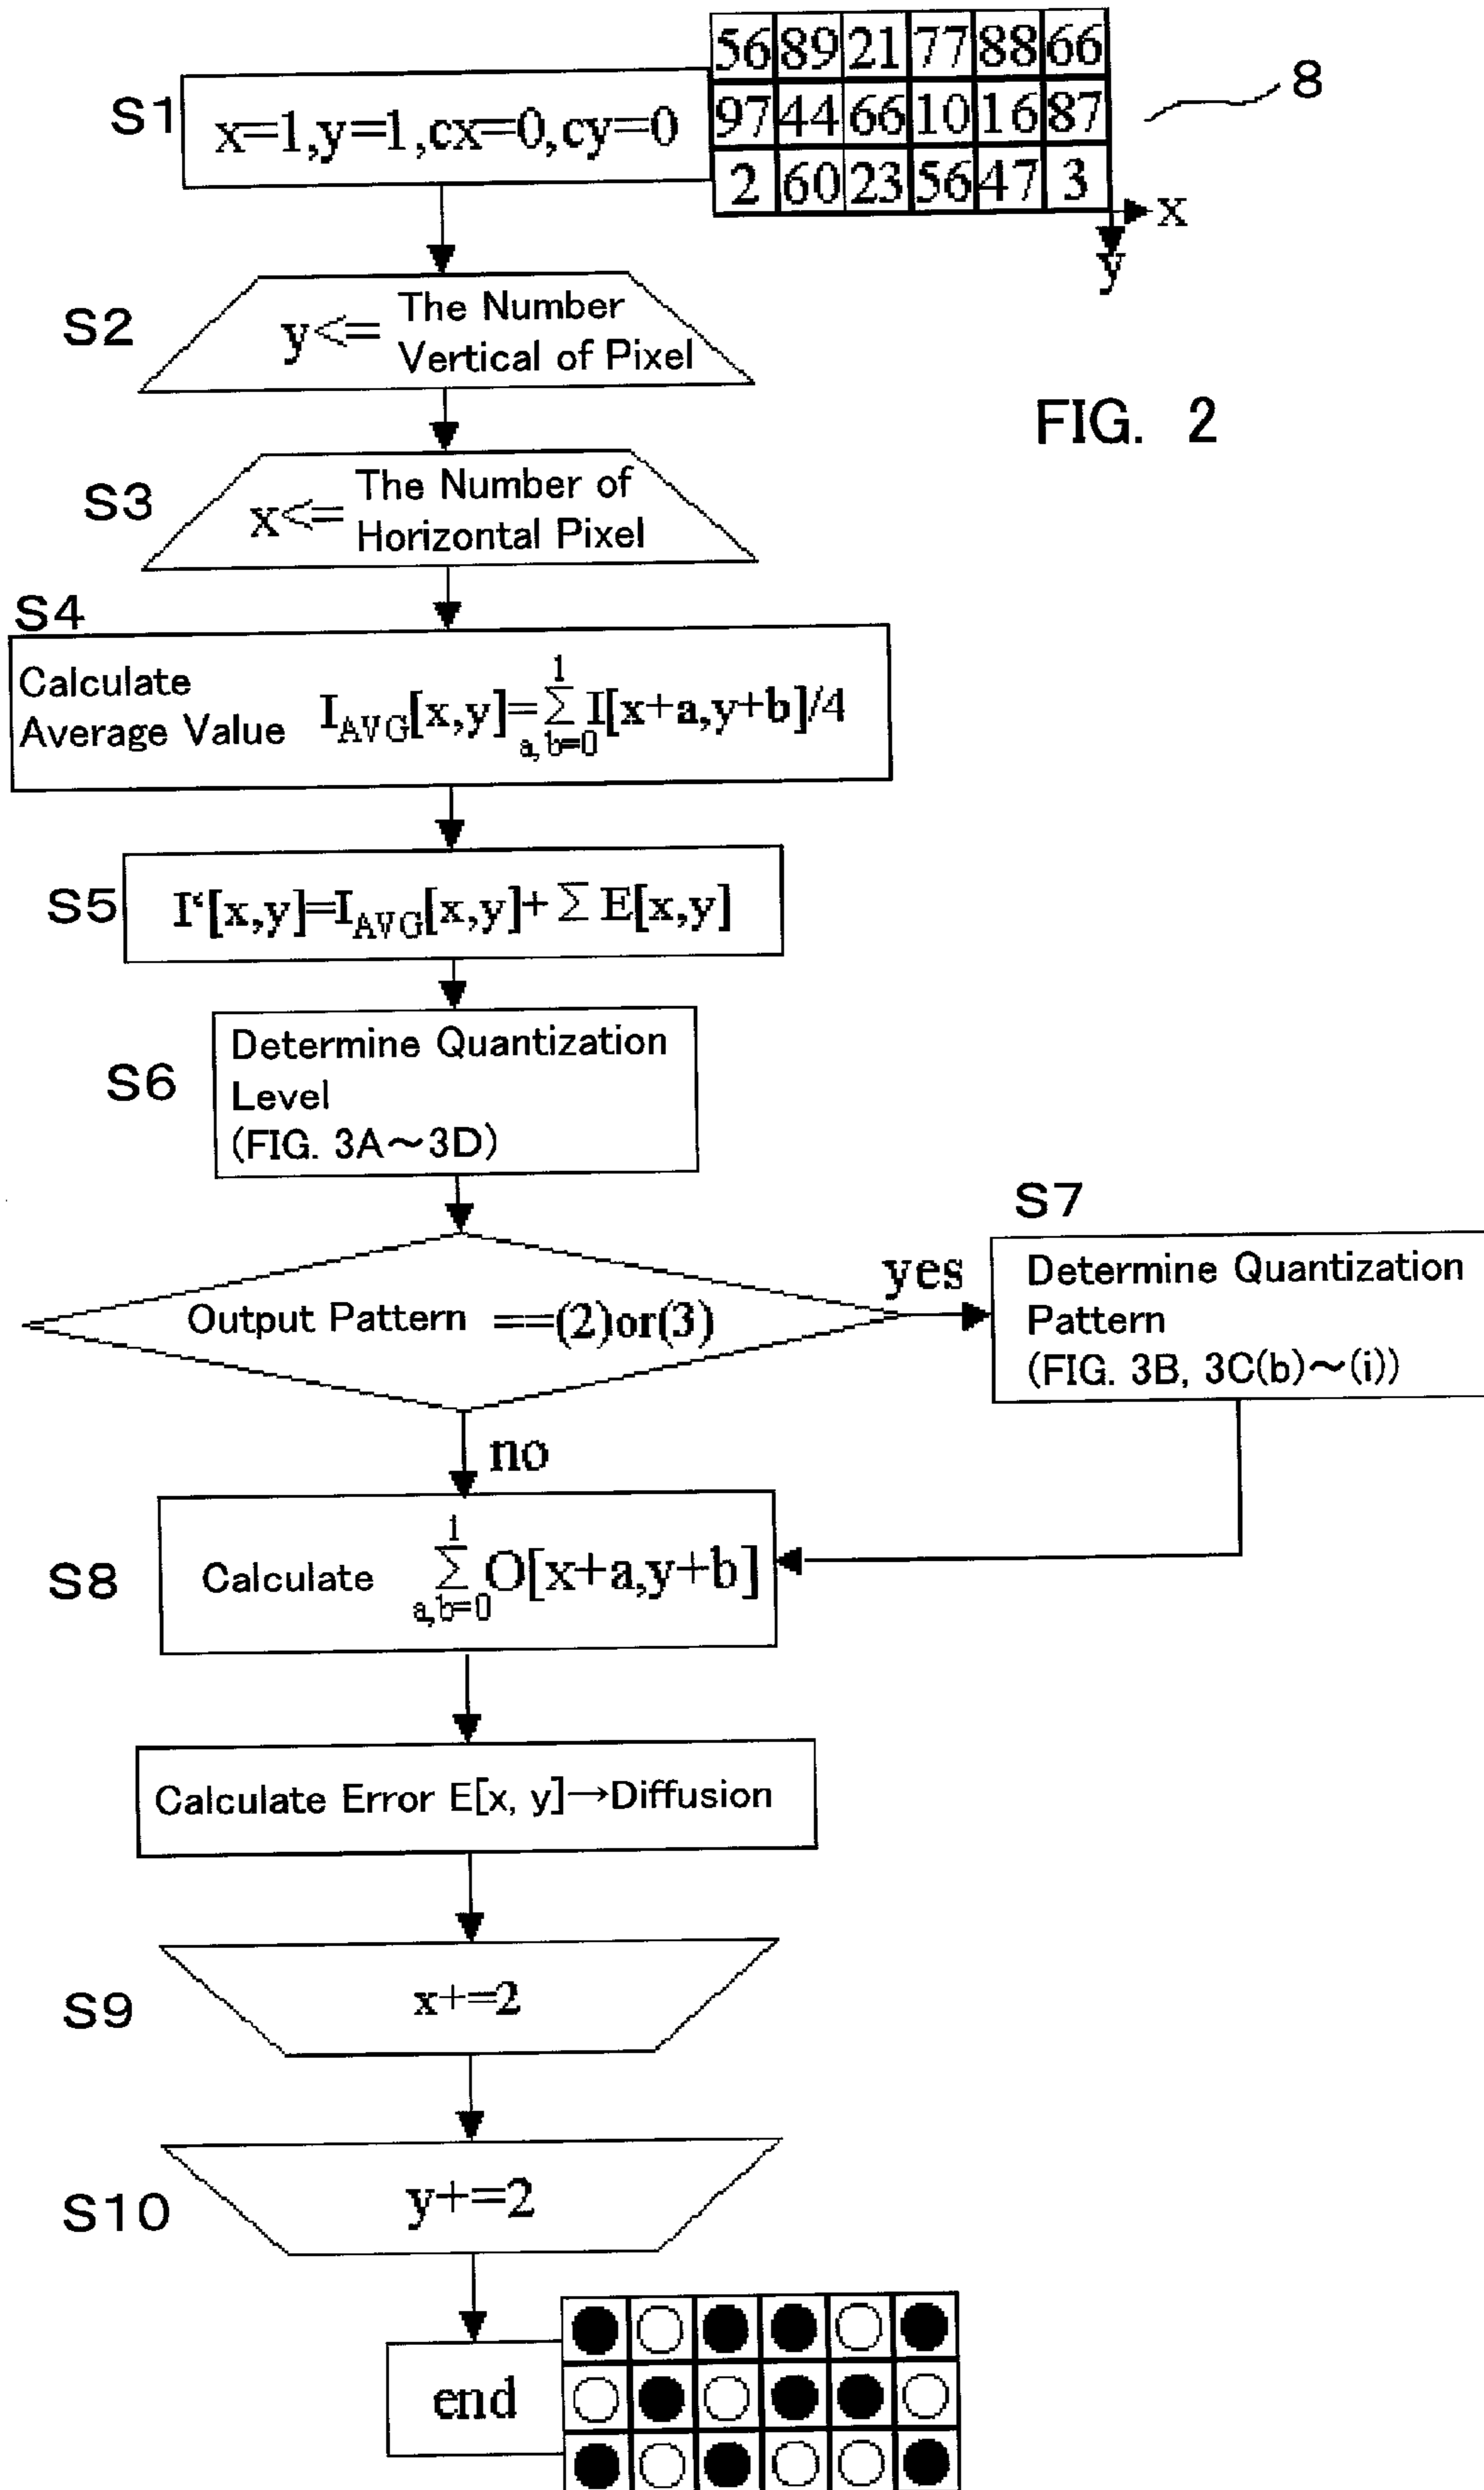 56 89 21 77 88 66
97 44 66 10 16 87
2 60 23 56 47 3
8
x
y
S1
x=1,y=1,cx=0,cy=0
S2
y<= The Number
Vertical of Pixel
FIG. 2
S3
x<= The Number of
Horizontal Pixel
S4
Calculate
Average Value I_AVG[x,y]=Σ^1_{a,b=0} I[x+a,y+b]/4
S5
I‘[x,y]=I_AVG[x,y]+ΣE[x,y]
S6
Determine Quantization
Level
(FIG. 3A～3D)
Output Pattern ==(2)or(3)
yes
S7
Determine Quantization
Pattern
(FIG. 3B, 3C(b)～(i))
no
S8
Calculate Σ^1_{a,b=0} O[x+a,y+b]
Calculate Error E[x, y]→Diffusion
S9
x+=2
S10
y+=2
end